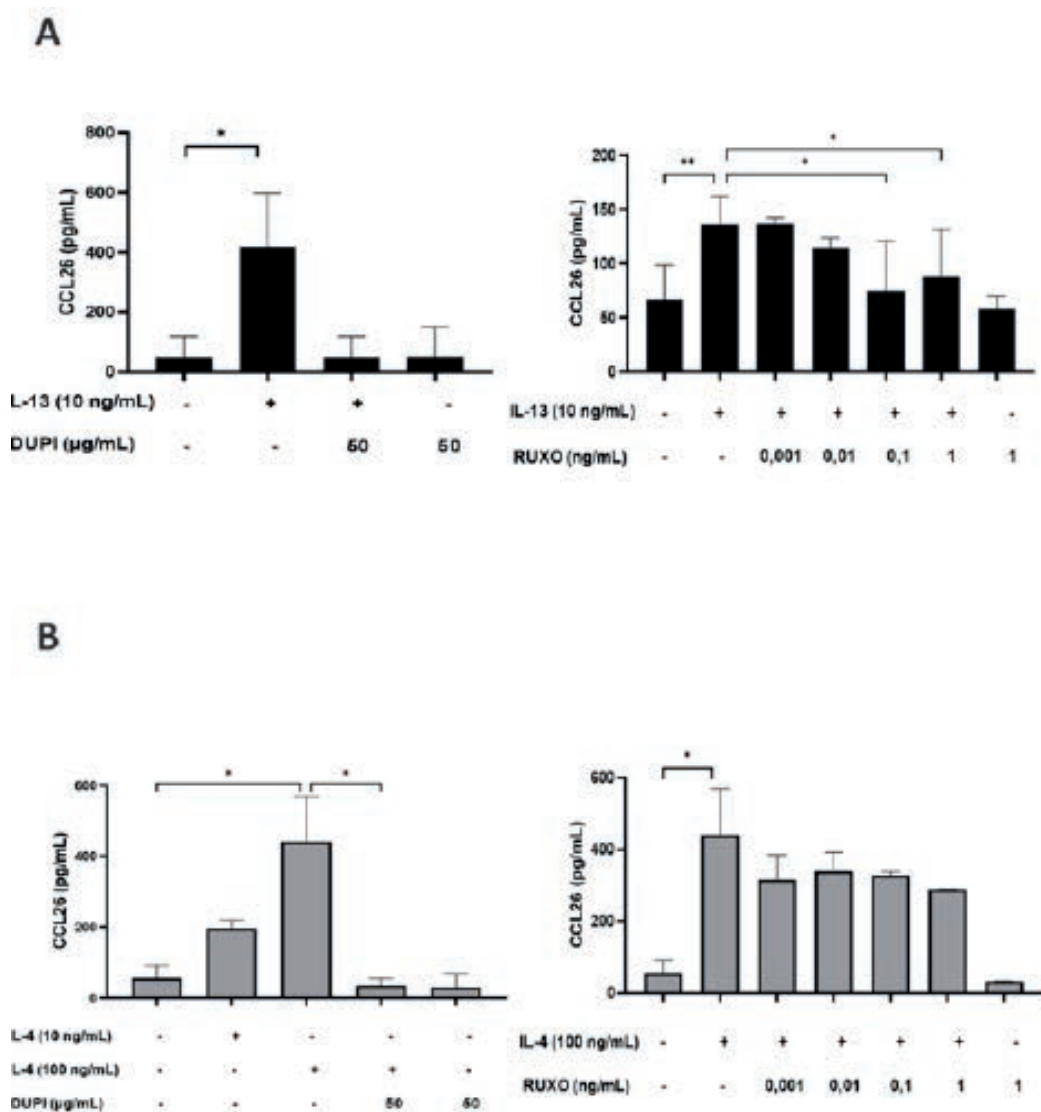 A
*
800
600
400
200
0
CCL26 (pg/mL)
L-13 (10 ng/mL) - + + -
DUPI (µg/mL) - - 50 50
*
** *
200
150
100
50
0
CCL26 (pg/mL)
IL-13 (10 ng/mL) - + + + + + -
RUXO (ng/mL) - - 0,001 0,01 0,1 1 1
B
* *
600
400
200
0
CCL26 (pg/mL)
L-4 (10 ng/mL) - + - - -
L-4 (100 ng/mL) - - + + -
DUPI (µg/mL) - - - 50 50
*
600
400
200
0
CCL26 (pg/mL)
IL-4 (100 ng/mL) - + + + + + -
RUXO (ng/mL) - - 0,001 0,01 0,1 1 1